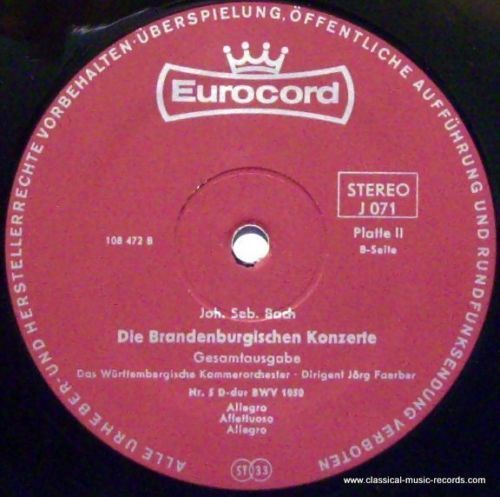 ALLE URHEBER- UND HERSTELLERRECHTE VORBEHALTEN·ÜBERSPIELUNG, ÖFFENTLICHE AUFFÜHRUNG UND RUNDFUNKSENDUNG VERBOTEN
Eurocord
STEREO
J 071
108 472 B
Platte II
B-Seite
Joh. Seb. Bach
Die Brandenburgischen Konzerte
Gesamtausgabe
Das Württembergische Kammerorchester - Dirigent Jörg Faerber
Nr. 5 D-dur BWV 1050
Allegro
Affettuoso
Allegro
ST 33
www.classical-music-records.com